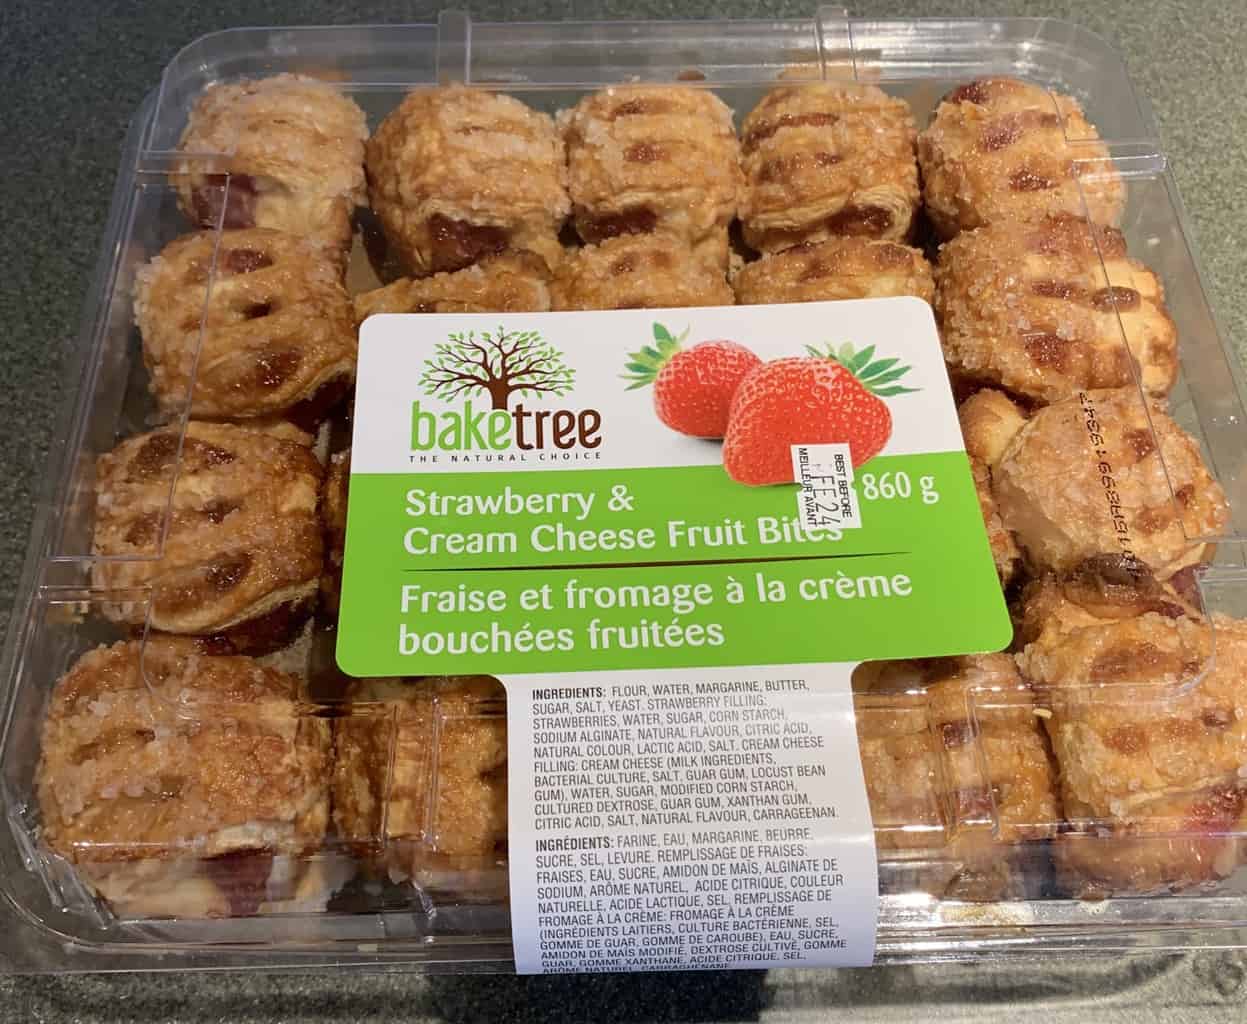 baketree
THE NATURAL CHOICE
Strawberry &
Cream Cheese Fruit Bites
860 g
BEST BEFORE
FE 24
MEILLEUR AVANT
Fraise et fromage à la crème
bouchées fruitées
INGREDIENTS: FLOUR, WATER, MARGARINE, BUTTER,
SUGAR, SALT, YEAST. STRAWBERRY FILLING:
STRAWBERRIES, WATER, SUGAR, CORN STARCH,
SODIUM ALGINATE, NATURAL FLAVOUR, CITRIC ACID,
NATURAL COLOUR, LACTIC ACID, SALT. CREAM CHEESE
FILLING: CREAM CHEESE (MILK INGREDIENTS,
BACTERIAL CULTURE, SALT, GUAR GUM, LOCUST BEAN
GUM), WATER, SUGAR, MODIFIED CORN STARCH,
CULTURED DEXTROSE, GUAR GUM, XANTHAN GUM,
CITRIC ACID, SALT, NATURAL FLAVOUR, CARRAGEENAN.
INGRÉDIENTS: FARINE, EAU, MARGARINE, BEURRE,
SUCRE, SEL, LEVURE. REMPLISSAGE DE FRAISES:
FRAISES, EAU, SUCRE, AMIDON DE MAÏS, ALGINATE DE
SODIUM, ARÔME NATUREL, ACIDE CITRIQUE, COULEUR
NATURELLE, ACIDE LACTIQUE, SEL, REMPLISSAGE DE
FROMAGE À LA CRÈME: FROMAGE À LA CRÈME
(INGRÉDIENTS LAITIERS, CULTURE BACTÉRIENNE, SEL,
GOMME DE GUAR, GOMME DE CAROUBE), EAU, SUCRE,
AMIDON DE MAÏS MODIFIÉ, DEXTROSE CULTIVÉ, GOMME
GUAR, GOMME XANTHANE, ACIDE CITRIQUE, SEL,
ARÔME NATUREL, CARRAGHÉNANE